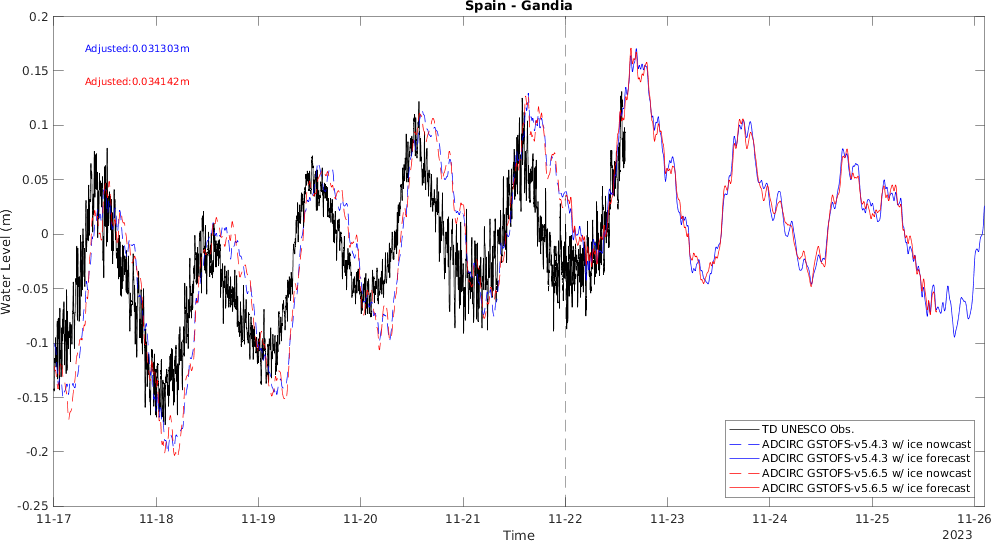 Spain - Gandia
Adjusted:0.031303m
Adjusted:0.034142m
Water Level (m)
0.2
0.15
0.1
0.05
0
-0.05
-0.1
-0.15
-0.2
-0.25
TD UNESCO Obs.
ADCIRC GSTOFS-v5.4.3 w/ ice nowcast
ADCIRC GSTOFS-v5.4.3 w/ ice forecast
ADCIRC GSTOFS-v5.6.5 w/ ice nowcast
ADCIRC GSTOFS-v5.6.5 w/ ice forecast
11-17 11-18 11-19 11-20 11-21 11-22 11-23 11-24 11-25 11-26
Time
2023